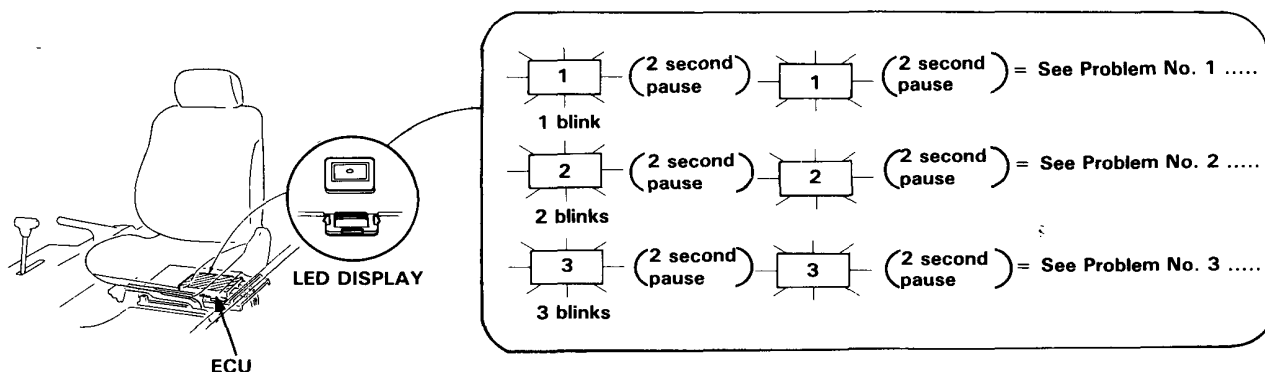 1 (2 second pause) 1 (2 second pause) = See Problem No. 1 .....
1 blink
2 (2 second pause) 2 (2 second pause) = See Problem No. 2 .....
2 blinks
3 (2 second pause) 3 (2 second pause) = See Problem No. 3 .....
3 blinks
LED DISPLAY
ECU